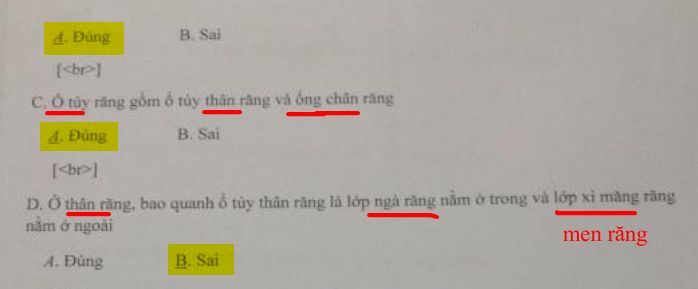 A. Đúng B. Sai
[<br>]
C. Ổ tủy răng gồm ổ tủy thân răng và ống chân răng
A. Đúng B. Sai
[<br>]
D. Ở thân răng, bao quanh ổ tủy thân răng là lớp ngà răng nằm ở trong và lớp xi măng răng
nằm ở ngoài
men răng
A. Đúng B. Sai